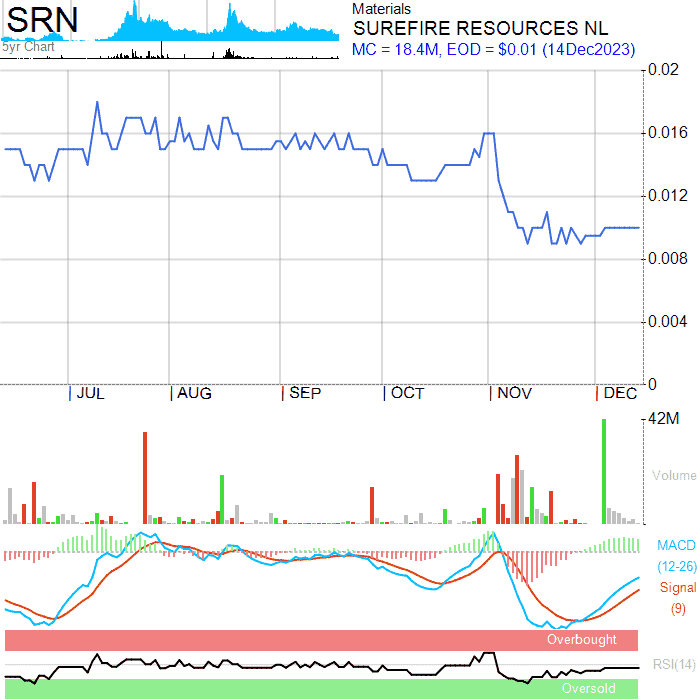 SRN
5yr Chart
Materials
SUREFIRE RESOURCES NL
MC = 18.4M, EOD = $0.01 (14Dec2023)
0.02
0.016
0.012
0.008
0.004
0
JUL AUG SEP OCT NOV DEC
42M
Volume
MACD
(12-26)
Signal
(9)
Overbought
RSI(14)
Oversold